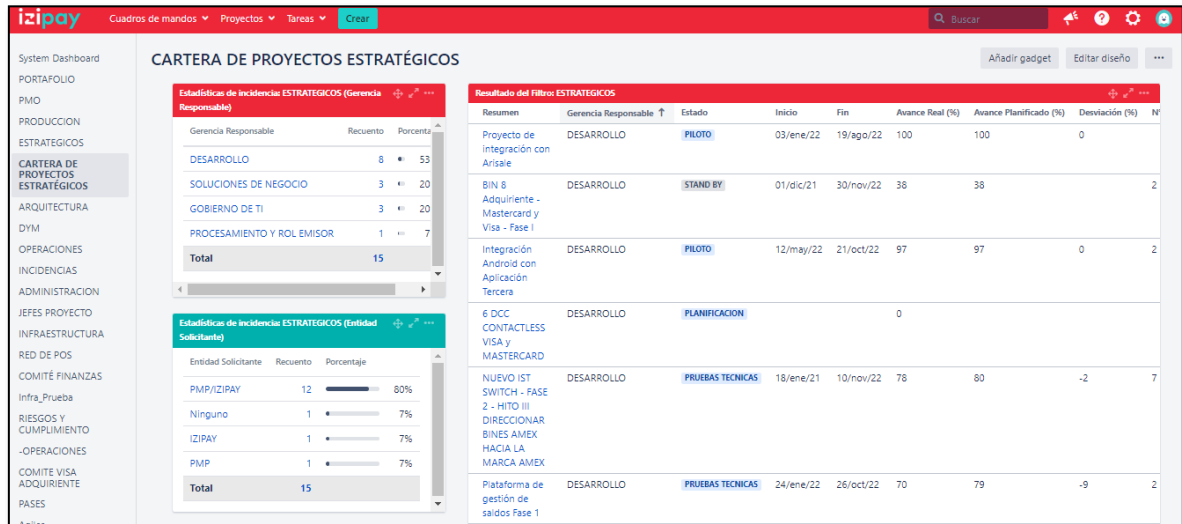 izipay Cuadros de mandos Proyectos Tareas Crear Buscar
System Dashboard
PORTAFOLIO
PMO
PRODUCCION
ESTRATEGICOS
CARTERA DE
PROYECTOS
ESTRATÉGICOS
ARQUITECTURA
DYM
OPERACIONES
INCIDENCIAS
ADMINISTRACION
JEFES PROYECTO
INFRAESTRUCTURA
RED DE POS
COMITÉ FINANZAS
Infra_Prueba
RIESGOS Y
CUMPLIMIENTO
-OPERACIONES
COMITE VISA
ADQUIRIENTE
PASES
CARTERA DE PROYECTOS ESTRATÉGICOS
Añadir gadget Editar diseño
Estadísticas de incidencia: ESTRATEGICOS (Gerencia
Responsable)
Gerencia Responsable Recuento Porcenta
DESARROLLO 8 53
SOLUCIONES DE NEGOCIO 3 20
GOBIERNO DE TI 3 20
PROCESAMIENTO Y ROL EMISOR 1 7
Total 15
Estadísticas de incidencia: ESTRATEGICOS (Entidad
Solicitante)
Entidad Solicitante Recuento Porcentaje
PMP/IZIPAY 12 80%
Ninguno 1 7%
IZIPAY 1 7%
PMP 1 7%
Total 15
Resultado del Filtro: ESTRATEGICOS
Resumen Gerencia Responsable ↑ Estado Inicio Fin Avance Real (%) Avance Planificado (%) Desviación (%) N°
Proyecto de DESARROLLO PILOTO 03/ene/22 19/ago/22 100 100 0
integración con
Arisale
BIN 8 DESARROLLO STAND BY 01/dic/21 30/nov/22 38 38 2
Adquiriente -
Mastercard y
Visa - Fase I
Integración DESARROLLO PILOTO 12/may/22 21/oct/22 97 97 0 2
Android con
Aplicación
Tercera
6 DCC DESARROLLO PLANIFICACION 0
CONTACTLESS
VISA y
MASTERCARD
NUEVO IST DESARROLLO PRUEBAS TECNICAS 18/ene/21 10/nov/22 78 80 -2 7
SWITCH - FASE
2 - HITO III
DIRECCIONAR
BINES AMEX
HACIA LA
MARCA AMEX
Plataforma de DESARROLLO PRUEBAS TECNICAS 24/ene/22 26/oct/22 70 79 -9 2
gestión de
saldos Fase 1